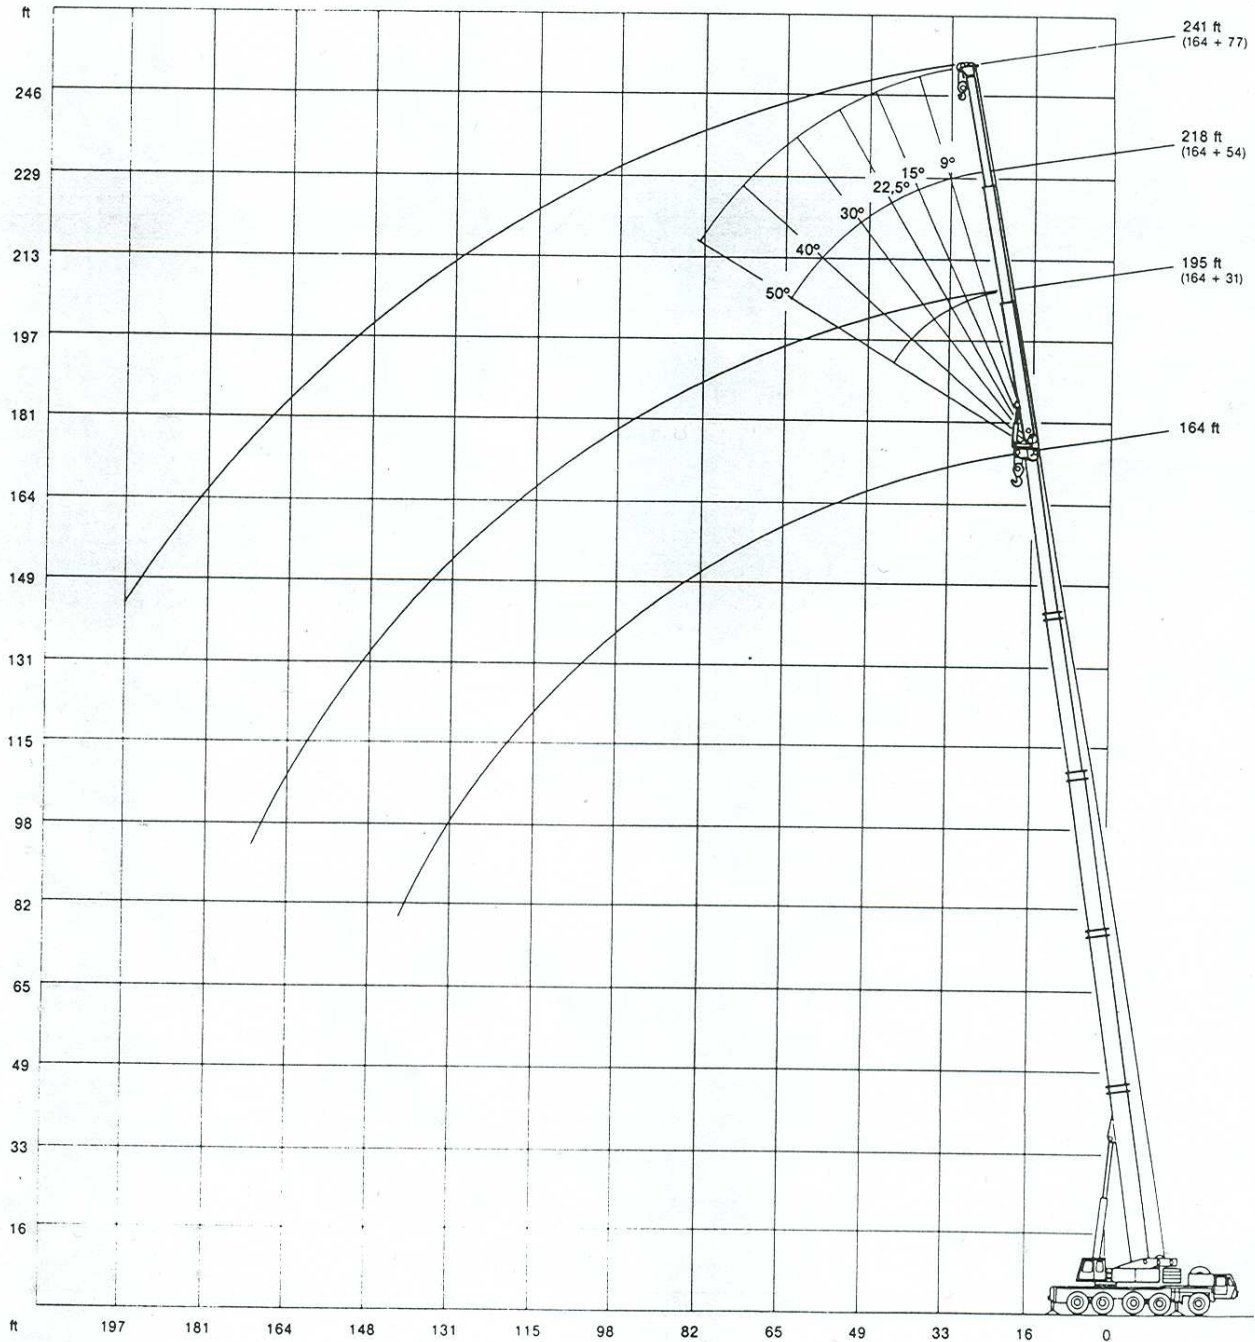 ft
241 ft
(164 + 77)
246
218 ft
(164 + 54)
229
9°
15°
22,5°
30°
213
40°
195 ft
(164 + 31)
50°
197
181
164 ft
164
149
131
115
98
82
65
49
33
16
ft 197 181 164 148 131 115 98 82 65 49 33 16 0